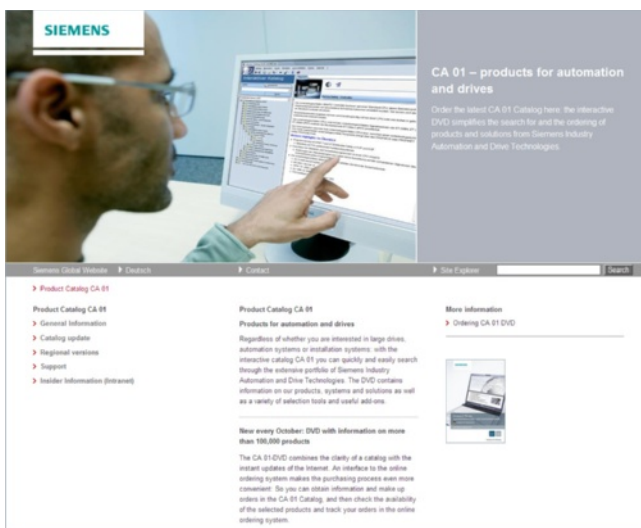 SIEMENS
CA 01 – products for automation
and drives
Order the latest CA 01 Catalog here: the interactive
DVD simplifies the search for and the ordering of
products and solutions from Siemens Industry
Automation and Drive Technologies.
Siemens Global Website
Deutsch
Contact
Site Explorer
Search
Product Catalog CA 01
Product Catalog CA 01
General Information
Catalog update
Regional versions
Support
Insider Information (Intranet)
Product Catalog CA 01
Products for automation and drives
Regardless of whether you are interested in large drives,
automation systems or installation systems: with the
interactive catalog CA 01 you can quickly and easily search
through the extensive portfolio of Siemens Industry
Automation and Drive Technologies. The DVD contains
information on our products, systems and solutions as well
as a variety of selection tools and useful add-ons.
New every October: DVD with information on more
than 100,000 products
The CA 01-DVD combines the clarity of a catalog with the
instant updates of the Internet. An interface to the online
ordering system makes the purchasing process even more
convenient. So you can obtain information and make up
orders in the CA 01 Catalog, and then check the availability
of the selected products and track your orders in the online
ordering system.
More information
Ordering CA 01 DVD